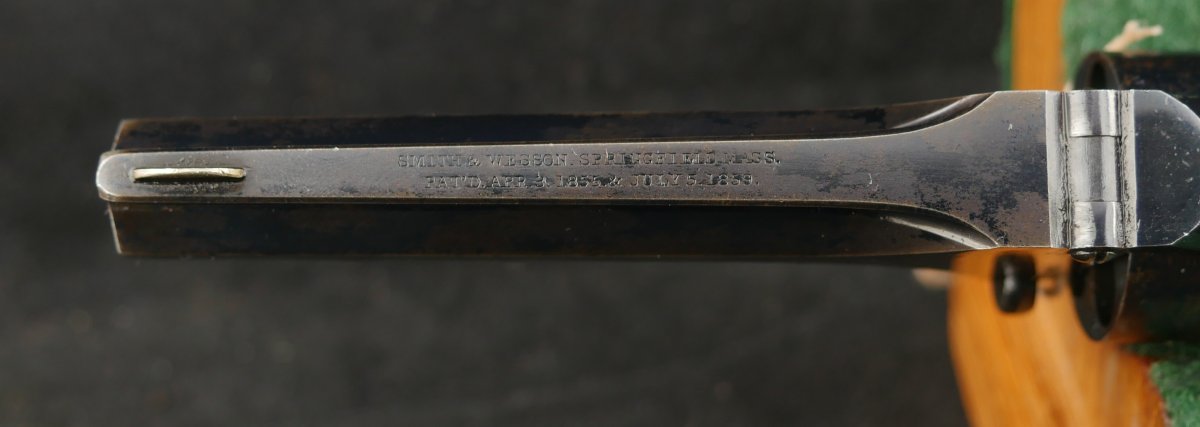 SMITH & WESSON. SPRINGFIELD, MASS.
PAT'D. APR. 3. 1855 & JULY 5. 1859.